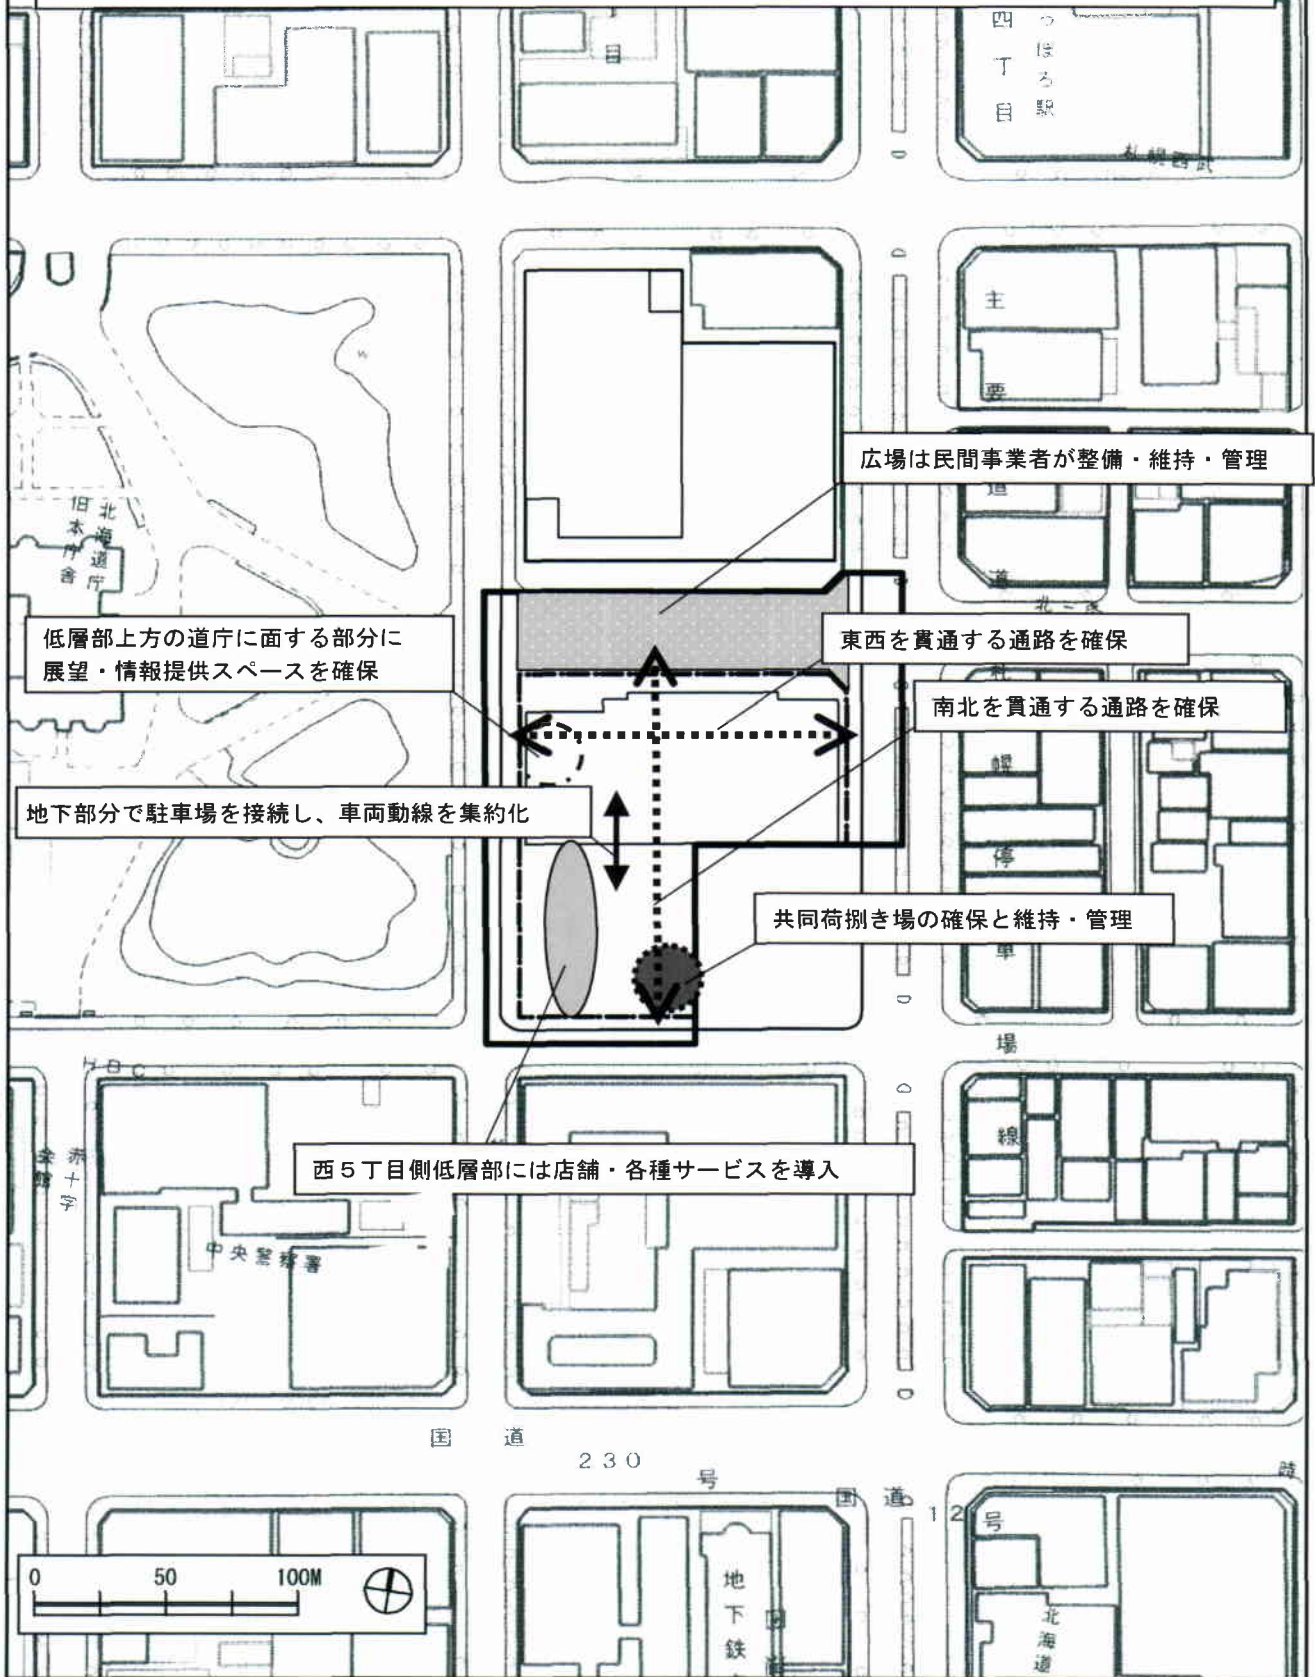 目
四丁目
ぽろ駅
札幌西武
主要道道
W
広場は民間事業者が整備・維持・管理
北海道庁
旧本庁舎
北一条
低層部上方の道庁に面する部分に
展望・情報提供スペースを確保
東西を貫通する通路を確保
札幌停車場線
南北を貫通する通路を確保
地下部分で駐車場を接続し、車両動線を集約化
共同荷捌き場の確保と維持・管理
HBC
赤十字
会館
西5丁目側低層部には店舗・各種サービスを導入
中央警察署
国道
230
号
国道
12
号
0 50 100M
地下鉄
北海道